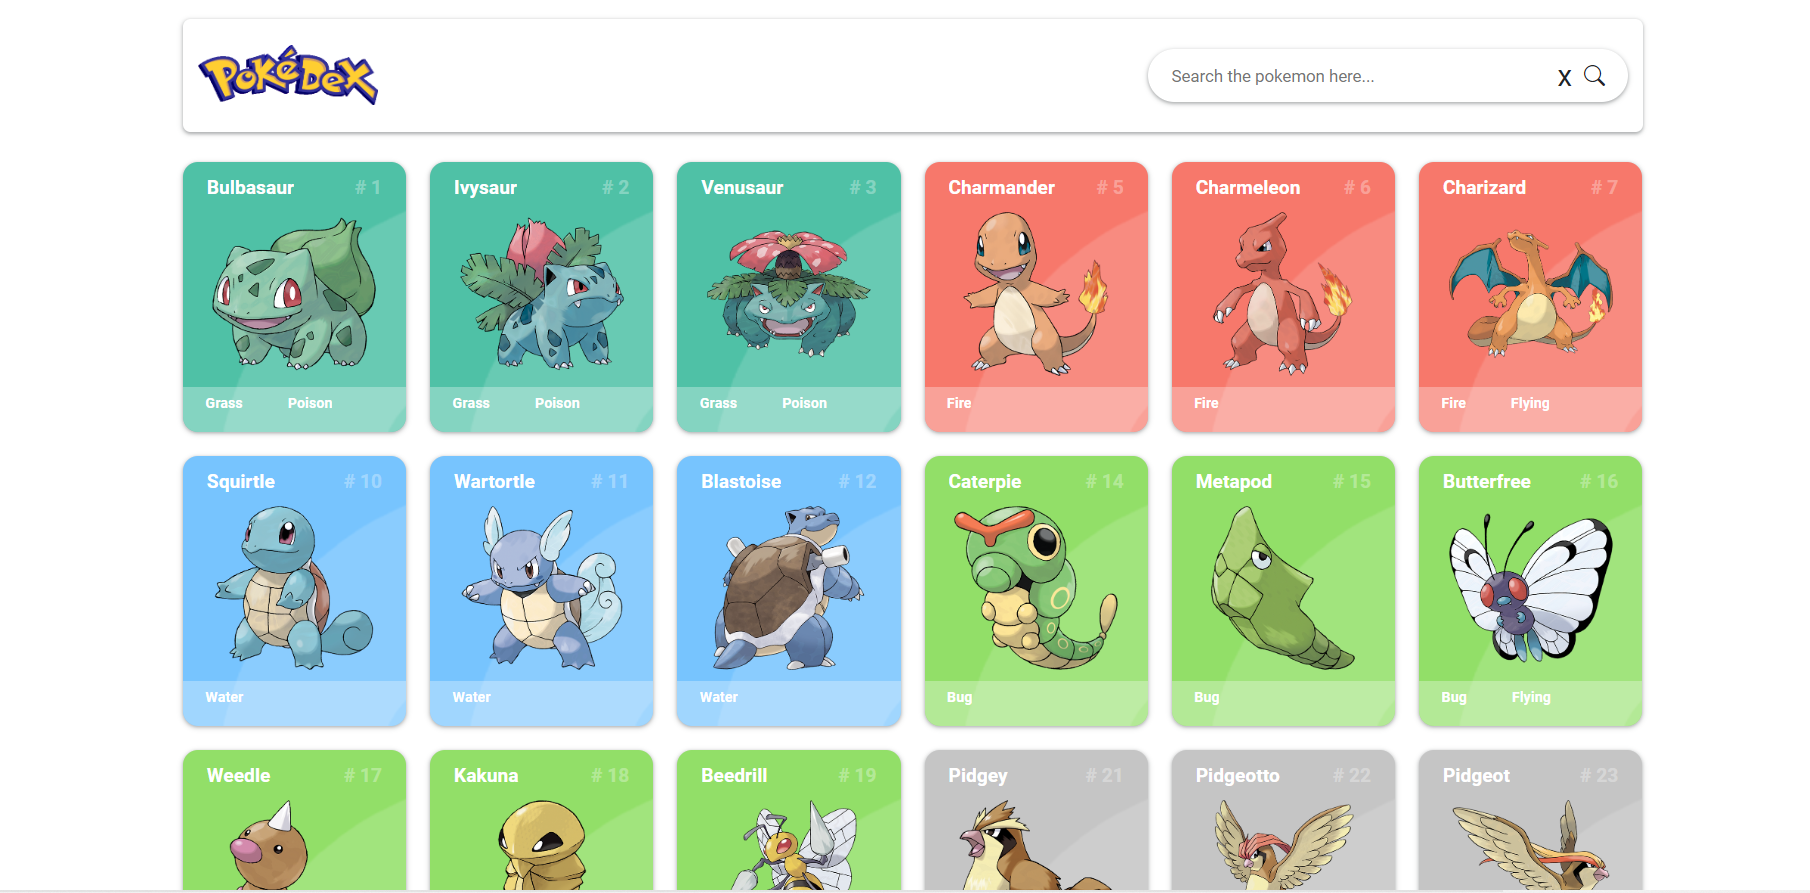 PokéDex
Search the pokemon here...
X
Bulbasaur # 1
Ivysaur # 2
Venusaur # 3
Charmander # 5
Charmeleon # 6
Charizard # 7
Grass Poison
Grass Poison
Grass Poison
Fire
Fire
Fire Flying
Squirtle # 10
Wartortle # 11
Blastoise # 12
Caterpie # 14
Metapod # 15
Butterfree # 16
Water
Water
Water
Bug
Bug
Bug Flying
Weedle # 17
Kakuna # 18
Beedrill # 19
Pidgey # 21
Pidgeotto # 22
Pidgeot # 23